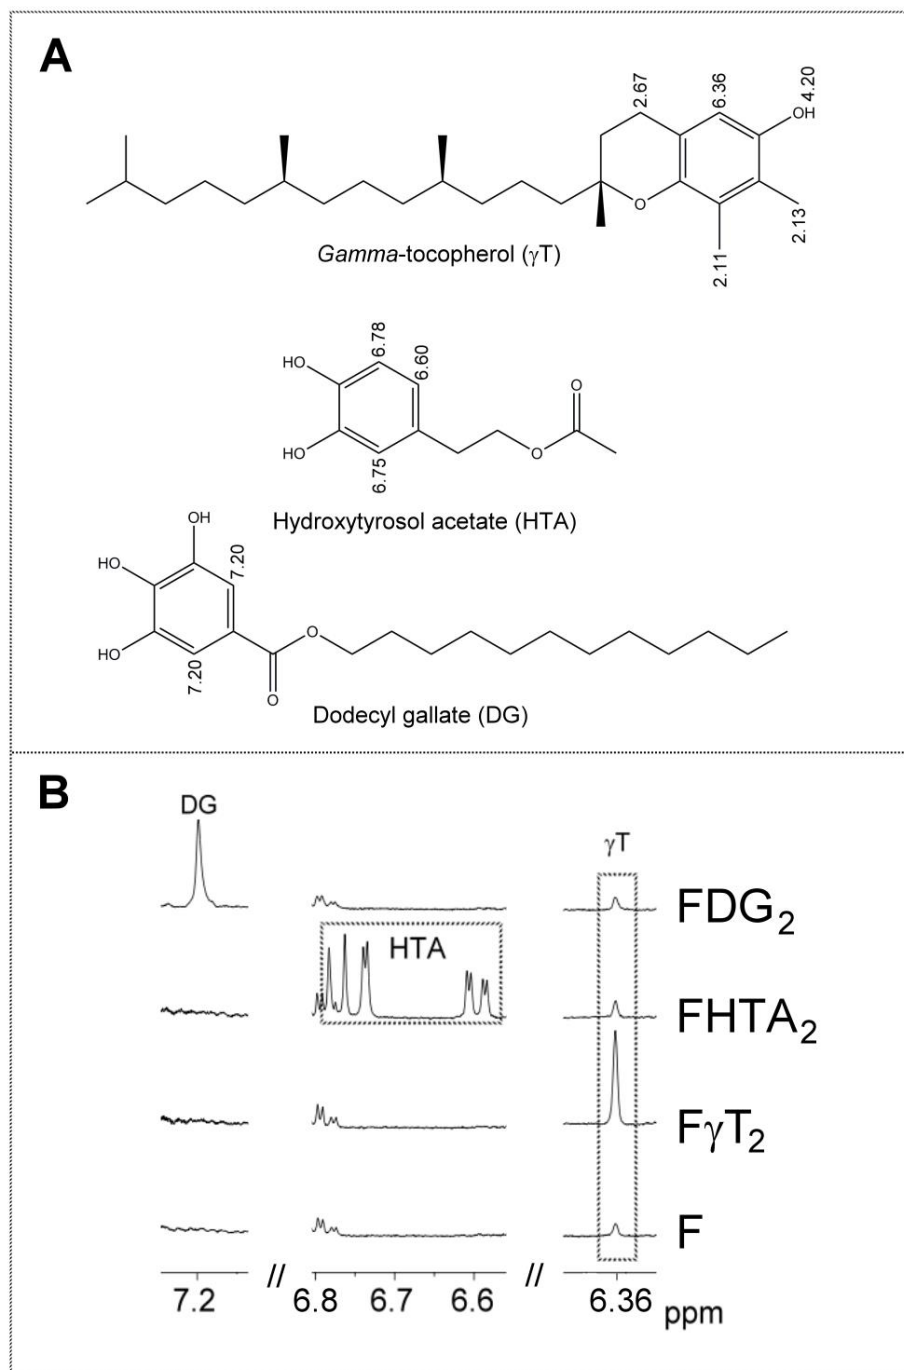 A
2.67
6.36
4.20
OH
O
2.13
2.11
Gamma-tocopherol (γT)
6.78
HO
6.60
O
HO
O
6.75
Hydroxytyrosol acetate (HTA)
OH
7.20
HO
O
HO
7.20
O
Dodecyl gallate (DG)
B
DG
γT
FDG2
HTA
FHTA2
FγT2
F
// //
7.2 6.8 6.7 6.6 6.36 ppm